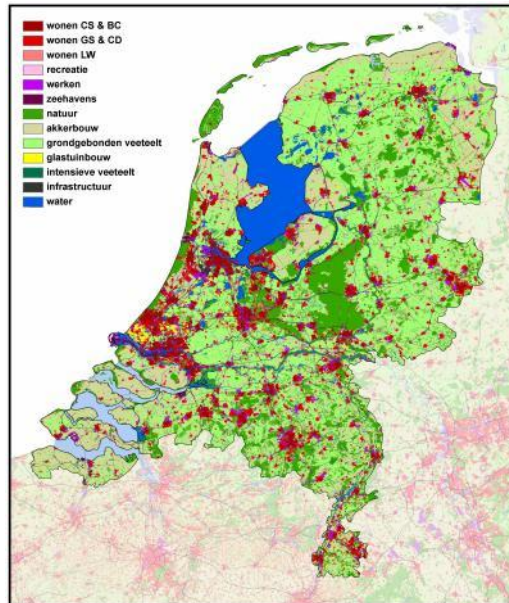 wonen CS & BC
wonen GS & CD
wonen LW
recreatie
werken
zeehavens
natuur
akkerbouw
grondgebonden veeteelt
glastuinbouw
intensieve veeteelt
infrastructuur
water